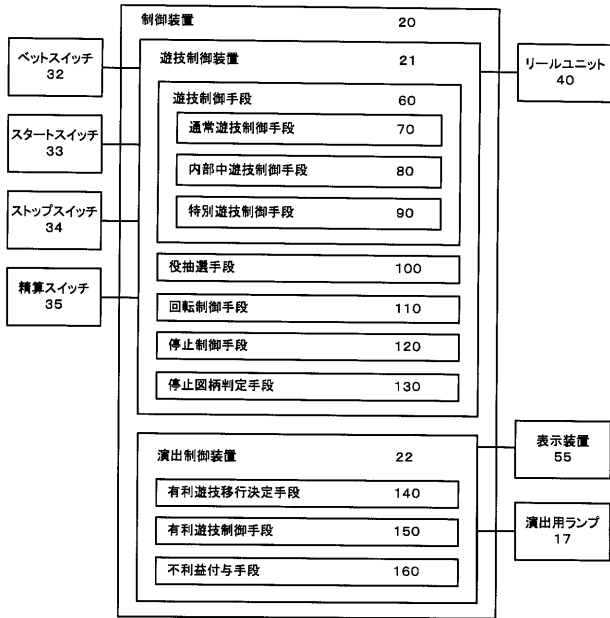 制御装置 20
ベットスイッチ
32
スタートスイッチ
33
ストップスイッチ
34
精算スイッチ
35
遊技制御装置 21
遊技制御手段 60
通常遊技制御手段 70
内部中遊技制御手段 80
特別遊技制御手段 90
役抽選手段 100
回転制御手段 110
停止制御手段 120
停止図柄判定手段 130
リールユニット
40
演出制御装置 22
有利遊技移行決定手段 140
有利遊技制御手段 150
不利益付与手段 160
表示装置
55
演出用ランプ
17